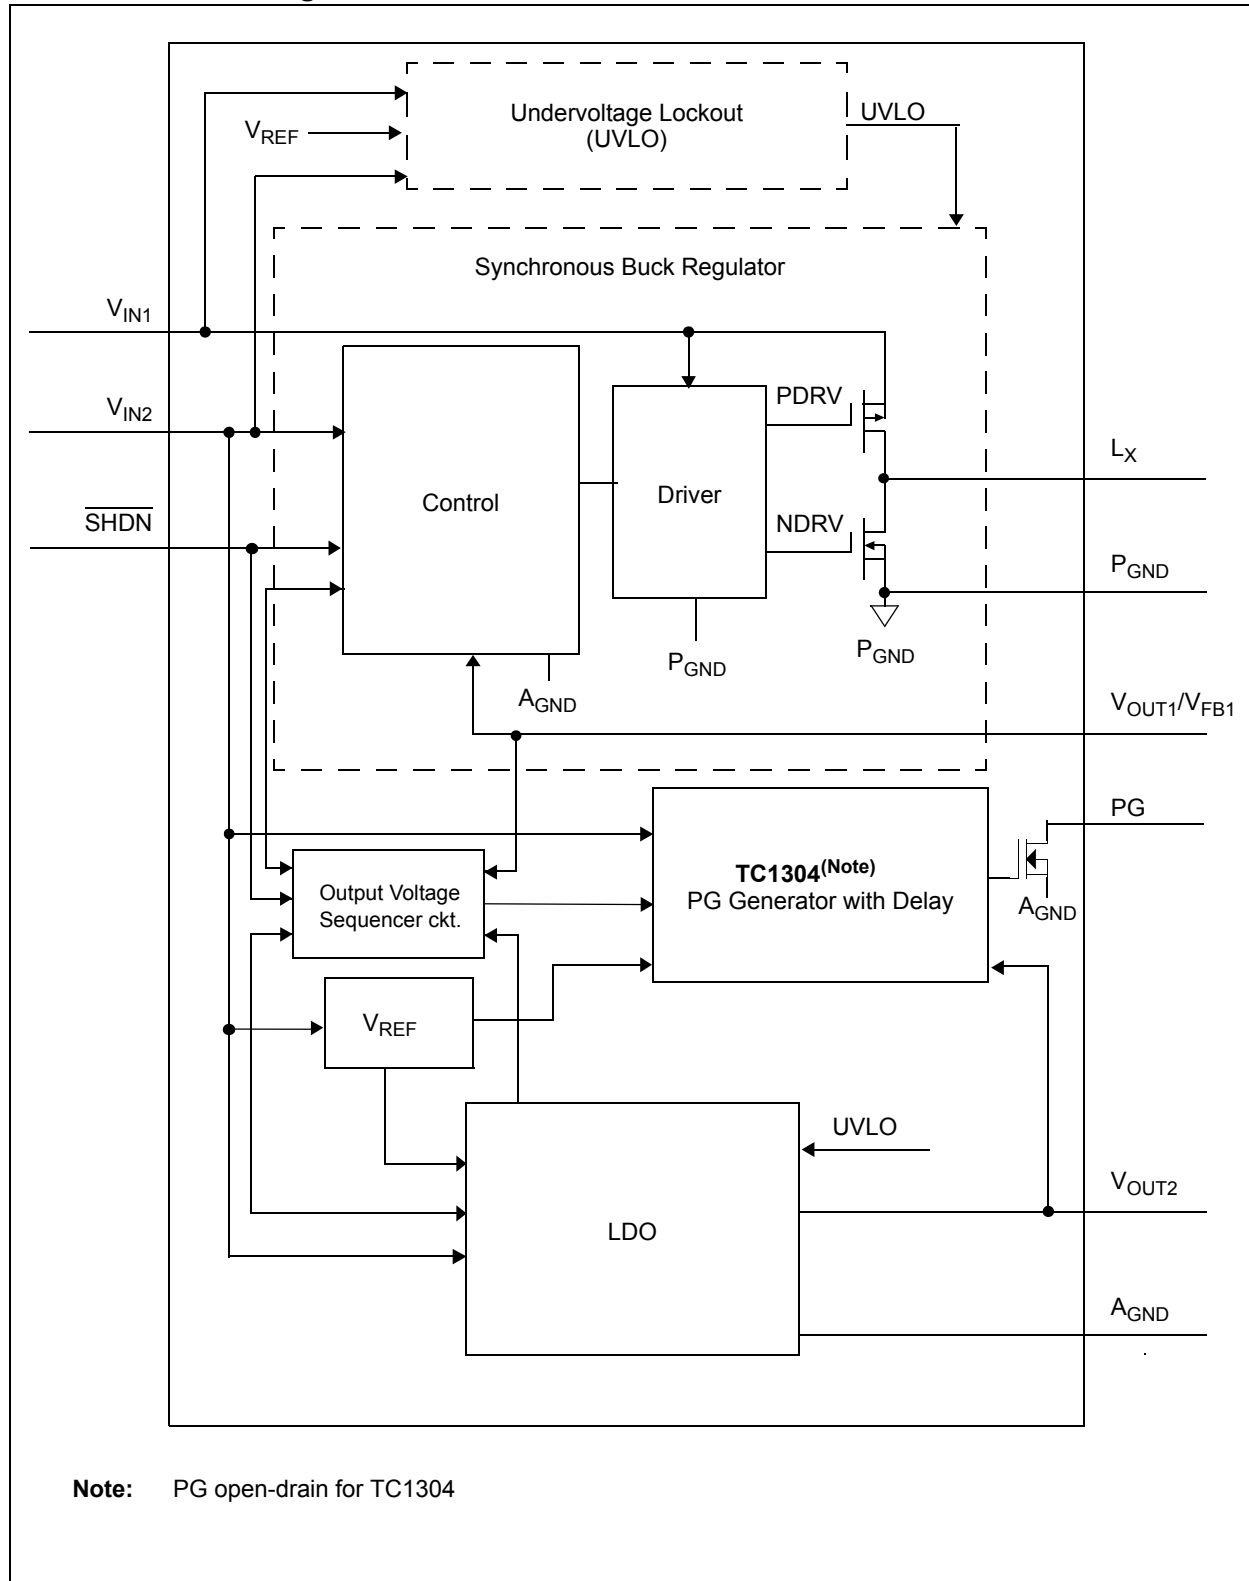 Undervoltage Lockout
(UVLO)
UVLO
VREF
Synchronous Buck Regulator
VIN1
VIN2
SHDN
Control
Driver
PDRV
NDRV
LX
PGND
PGND
PGND
AGND
VOUT1/VFB1
PG
TC1304(Note)
PG Generator with Delay
AGND
Output Voltage
Sequencer ckt.
VREF
UVLO
LDO
VOUT2
AGND
Note: PG open-drain for TC1304